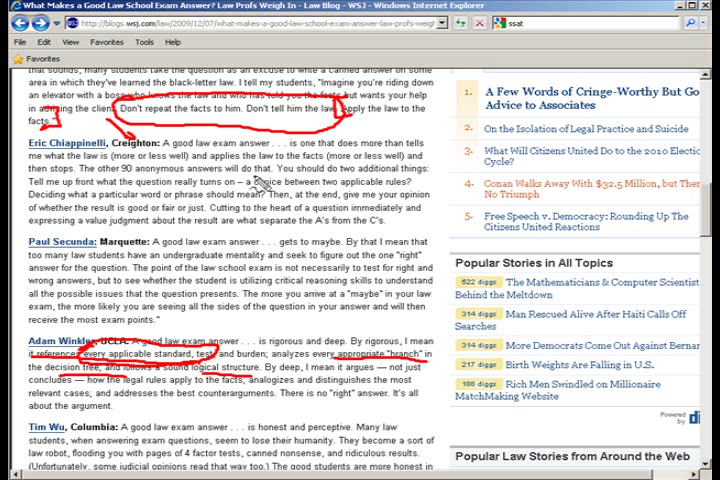 What Makes a Good Law School Exam Answer? Law Profs Weigh In - Law Blog - WSJ - Windows Internet Explorer
http://blogs.wsj.com/law/2009/12/07/what-makes-a-good-law-school-exam-answer-law-profs-weigh
ssat
File Edit View Favorites Tools Help
Favorites
that sounds, many students take the question as an excuse to write a canned answer on some
area in which they've learned the black-letter law. I tell my students, "Imagine you're riding down
an elevator with a boss who knows the law and who has told you the facts but wants your help
in advising the client. Don't repeat the facts to him. Don't tell him the law. Apply the law to the
facts."
Eric Chiappinelli, Creighton: A good law exam answer . . . is one that does more than tells
me what the law is (more or less well) and applies the law to the facts (more or less well) and
then stops. The other 90 anonymous answers will do that. You should do two additional things:
Tell me up front what the question really turns on – a choice between two applicable rules?
Deciding what a particular word or phrase should mean? Then, at the end, give me your opinion
of whether the result is good or fair or just. Cutting to the heart of a question immediately and
expressing a value judgment about the result are what separate the A's from the C's.
Paul Secunda: Marquette: A good law exam answer . . . gets to maybe. By that I mean that
too many law students have an undergraduate mentality and seek to figure out the one "right"
answer for the question. The point of the law school exam is not necessarily to test for right and
wrong answers, but to see whether the student is utilizing critical reasoning skills to understand
all the possible issues that the question presents. The more you arrive at a "maybe" in your law
exam, the more likely you are seeing all the sides of the question in your answer and will then
receive the most exam points."
Adam Winkler, UCLA: A good law exam answer . . . is rigorous and deep. By rigorous, I mean
it references every applicable standard, test, and burden; analyzes every appropriate "branch" in
the decision tree; and follows a sound logical structure. By deep, I mean it argues — not just
concludes — how the legal rules apply to the facts; analogizes and distinguishes the most
relevant cases; and addresses the best counterarguments. There is no "right" answer. It's all
about the argument.
Tim Wu, Columbia: A good law exam answer . . . is honest and perceptive. Many law
students, when answering exam questions, seem to lose their humanity. They become a sort of
law robot, flooding you with pages of 4 factor tests, canned nonsense, and ridiculous results.
(Unfortunately, some judicial opinions read that way too.) The good students are more honest in
1. A Few Words of Cringe-Worthy But Go
Advice to Associates
2. On the Isolation of Legal Practice and Suicide
3. What Will Citizens United Do to the 2010 Electio
Cycle?
4. Conan Walks Away With $32.5 Million, but Ther
No Triumph
5. Free Speech v. Democracy: Rounding Up The
Citizens United Reactions
Popular Stories in All Topics
622 diggs The Mathematicians & Computer Scientist
Behind the Meltdown
314 diggs Man Rescued Alive After Haiti Calls Off
Searches
314 diggs More Democrats Come Out Against Bernan
217 diggs Birth Weights Are Falling in U.S.
188 diggs Rich Men Swindled on Millionaire
MatchMaking Website
Powered
by di
Popular Law Stories from Around the Web